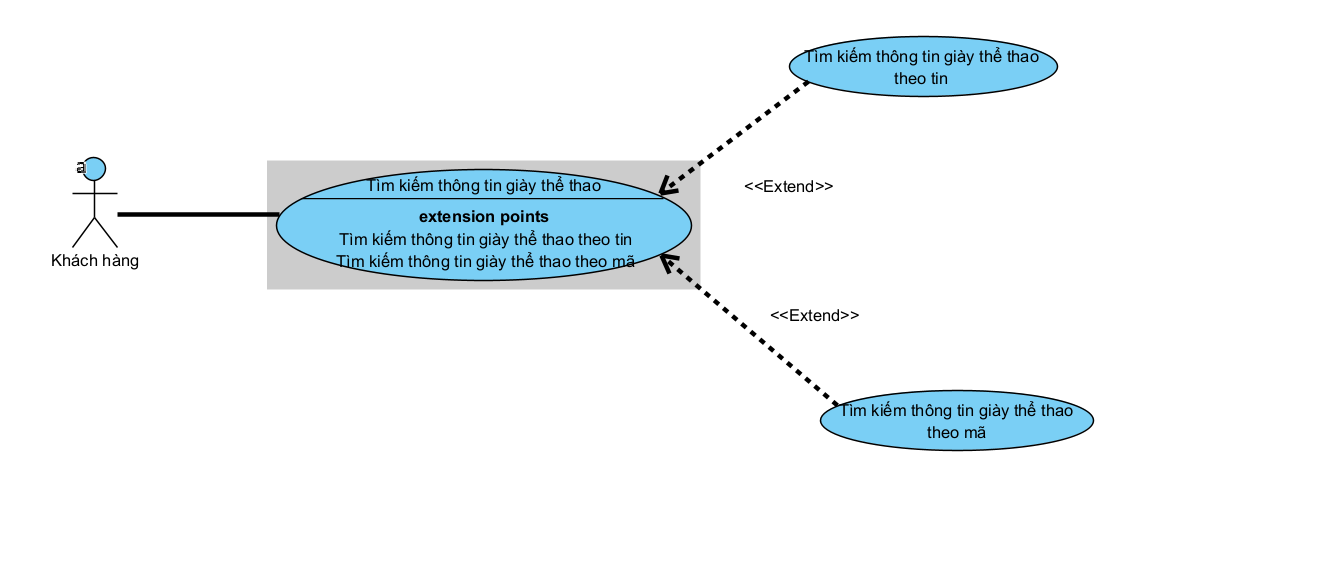 Tìm kiếm thông tin giày thể thao
theo tin
Tìm kiếm thông tin giày thể thao
<<Extend>>
extension points
Tìm kiếm thông tin giày thể thao theo tin
Khách hàng
Tìm kiếm thông tin giày thể thao theo mã
<<Extend>>
Tìm kiếm thông tin giày thể thao
theo mã